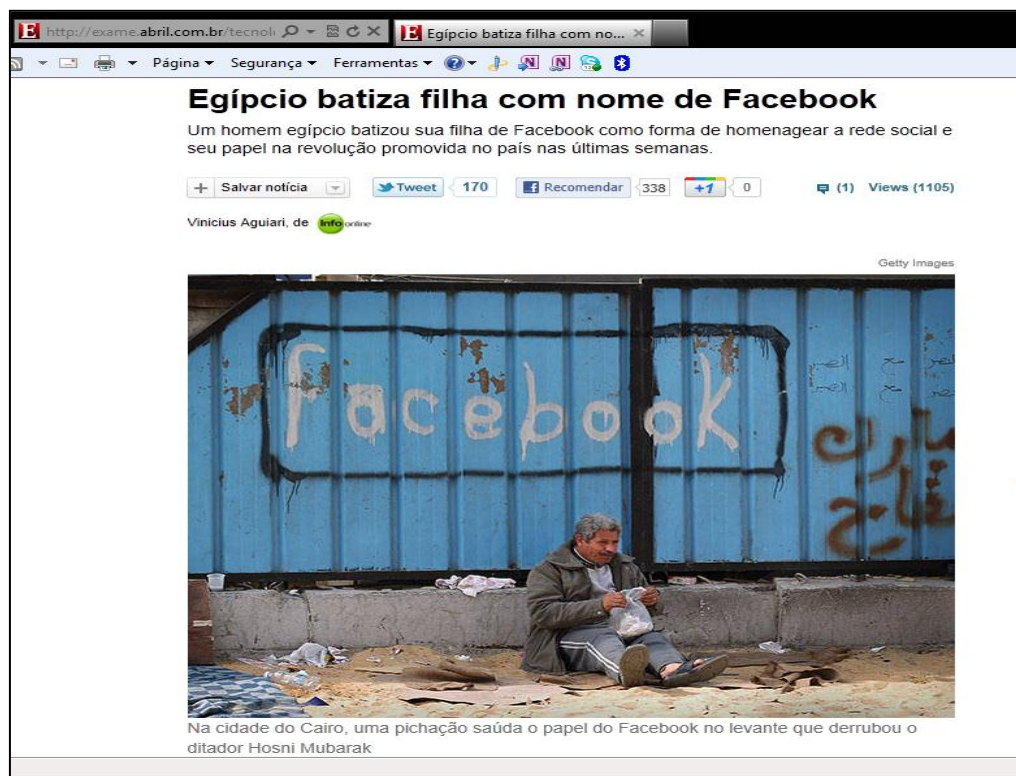 http://exame.abril.com.br/tecnol
Egípcio batiza filha com no...
Página Segurança Ferramentas
Egípcio batiza filha com nome de Facebook
Um homem egípcio batizou sua filha de Facebook como forma de homenagear a rede social e
seu papel na revolução promovida no país nas últimas semanas.
+ Salvar notícia Tweet 170 Recomendar 338 +1 0 (1) Views (1105)
Vinicius Aguiari, de Info online
Getty Images
facebook
Na cidade do Cairo, uma pichação saúda o papel do Facebook no levante que derrubou o
ditador Hosni Mubarak